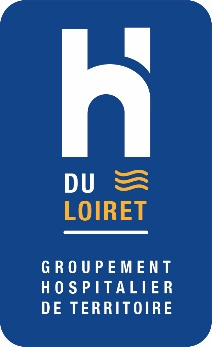 h
DU
LOIRET
GROUPEMENT
HOSPITALIER
DE TERRITOIRE